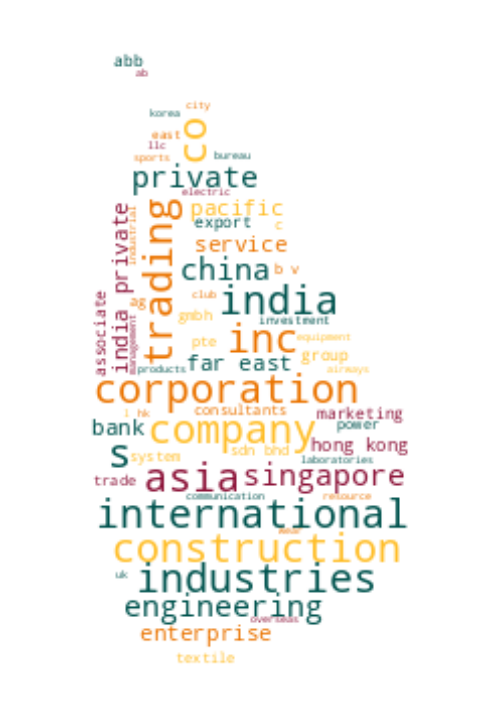 abb
ab
city
korea
co
east
llc
sports
bureau
private
electric
trading
pacific
india private
industrial
export
c
service
china
b v
associate
club
india
ag
gmbh
investment
management
inc
equipment
pte
group
far east
products
airways
corporation
l hk
consultants
marketing
bank
company
power
hong kong
s
system
sdn bhd
laboratories
trade
asia
singapore
communication
resource
international
construction
uk
industries
engineering
overseas
enterprise
textile